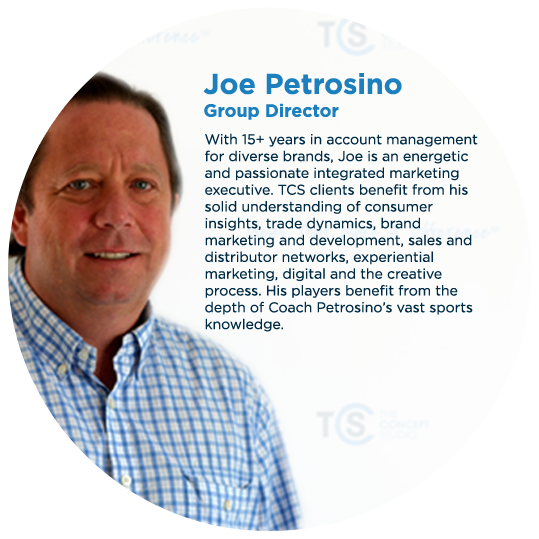 TCS
Joe Petrosino
Group Director
With 15+ years in account management
for diverse brands, Joe is an energetic
and passionate integrated marketing
executive. TCS clients benefit from his
solid understanding of consumer
insights, trade dynamics, brand
marketing and development, sales and
distributor networks, experiential
marketing, digital and the creative
process. His players benefit from the
depth of Coach Petrosino's vast sports
knowledge.
TCS
THE
CONCEPT
STUDIO